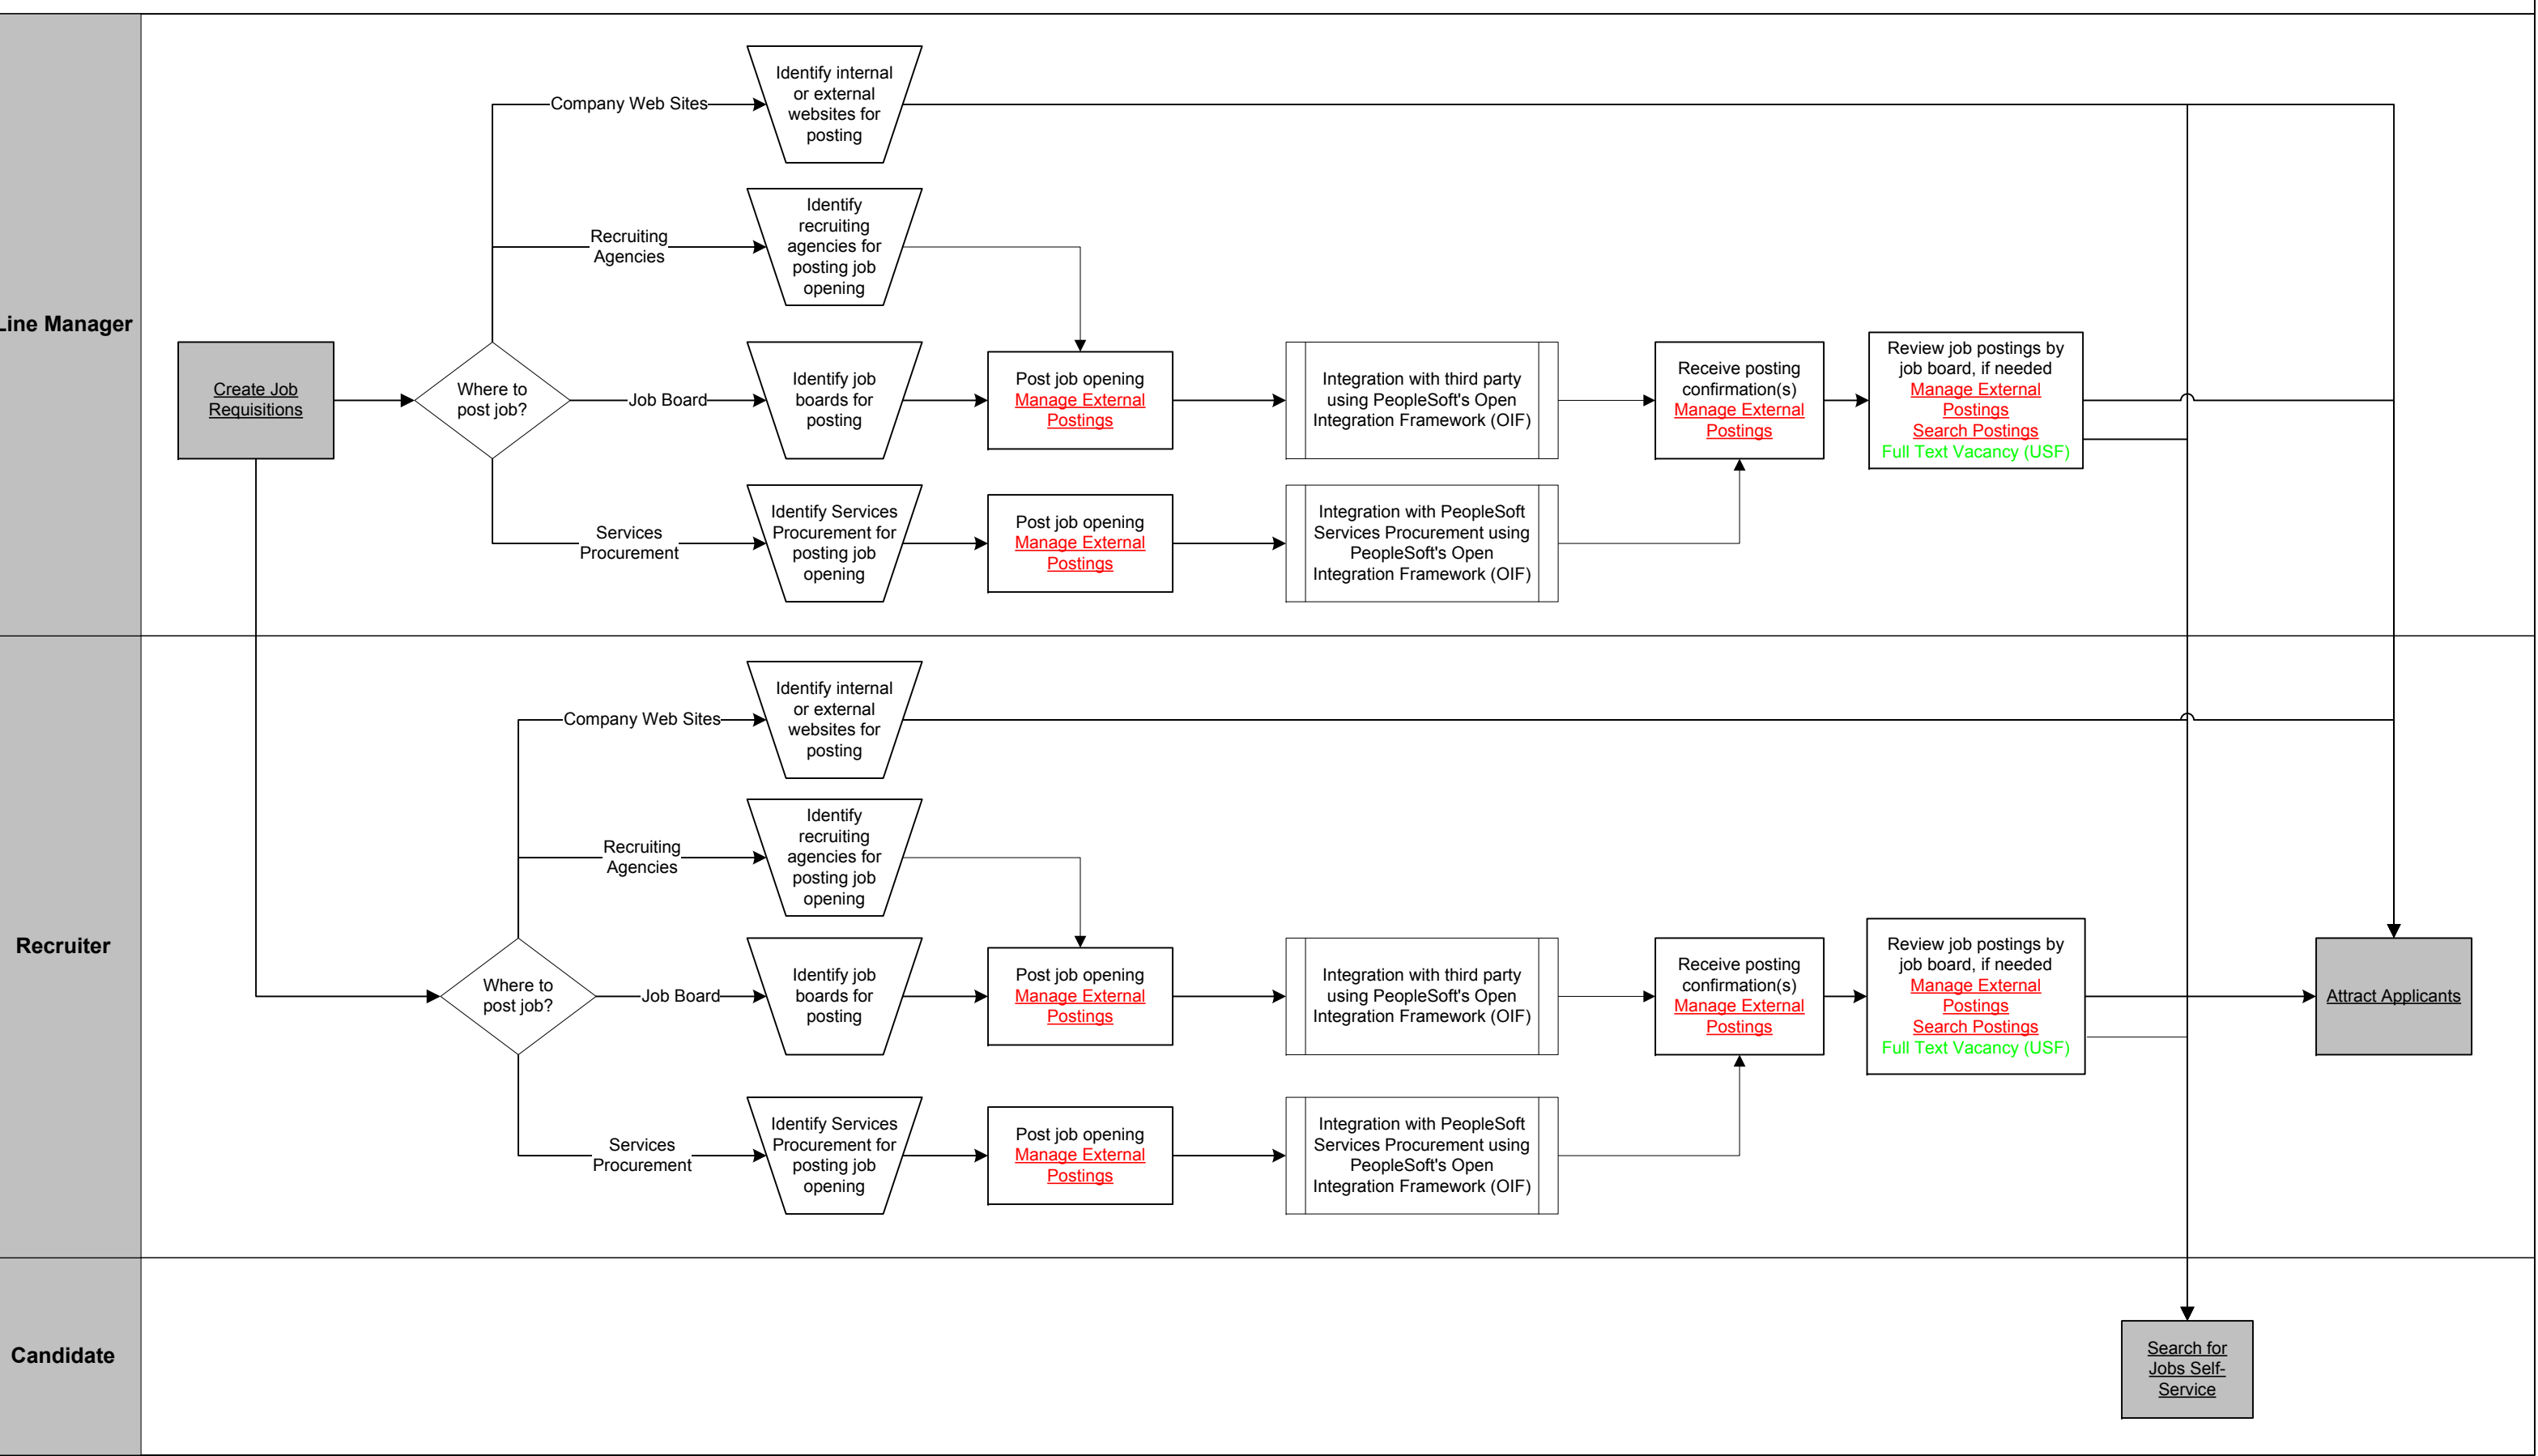 Line Manager
Create Job
Requisitions
Where to
post job?
Company Web Sites
Identify internal
or external
websites for
posting
Recruiting
Agencies
Identify
recruiting
agencies for
posting job
opening
Job Board
Identify job
boards for
posting
Post job opening
Manage External
Postings
Integration with third party
using PeopleSoft's Open
Integration Framework (OIF)
Receive posting
confirmation(s)
Manage External
Postings
Review job postings by
job board, if needed
Manage External
Postings
Search Postings
Full Text Vacancy (USF)
Services
Procurement
Identify Services
Procurement for
posting job
opening
Post job opening
Manage External
Postings
Integration with PeopleSoft
Services Procurement using
PeopleSoft's Open
Integration Framework (OIF)
Recruiter
Where to
post job?
Company Web Sites
Identify internal
or external
websites for
posting
Recruiting
Agencies
Identify
recruiting
agencies for
posting job
opening
Job Board
Identify job
boards for
posting
Post job opening
Manage External
Postings
Integration with third party
using PeopleSoft's Open
Integration Framework (OIF)
Receive posting
confirmation(s)
Manage External
Postings
Review job postings by
job board, if needed
Manage External
Postings
Search Postings
Full Text Vacancy (USF)
Attract Applicants
Services
Procurement
Identify Services
Procurement for
posting job
opening
Post job opening
Manage External
Postings
Integration with PeopleSoft
Services Procurement using
PeopleSoft's Open
Integration Framework (OIF)
Candidate
Search for
Jobs Self-
Service